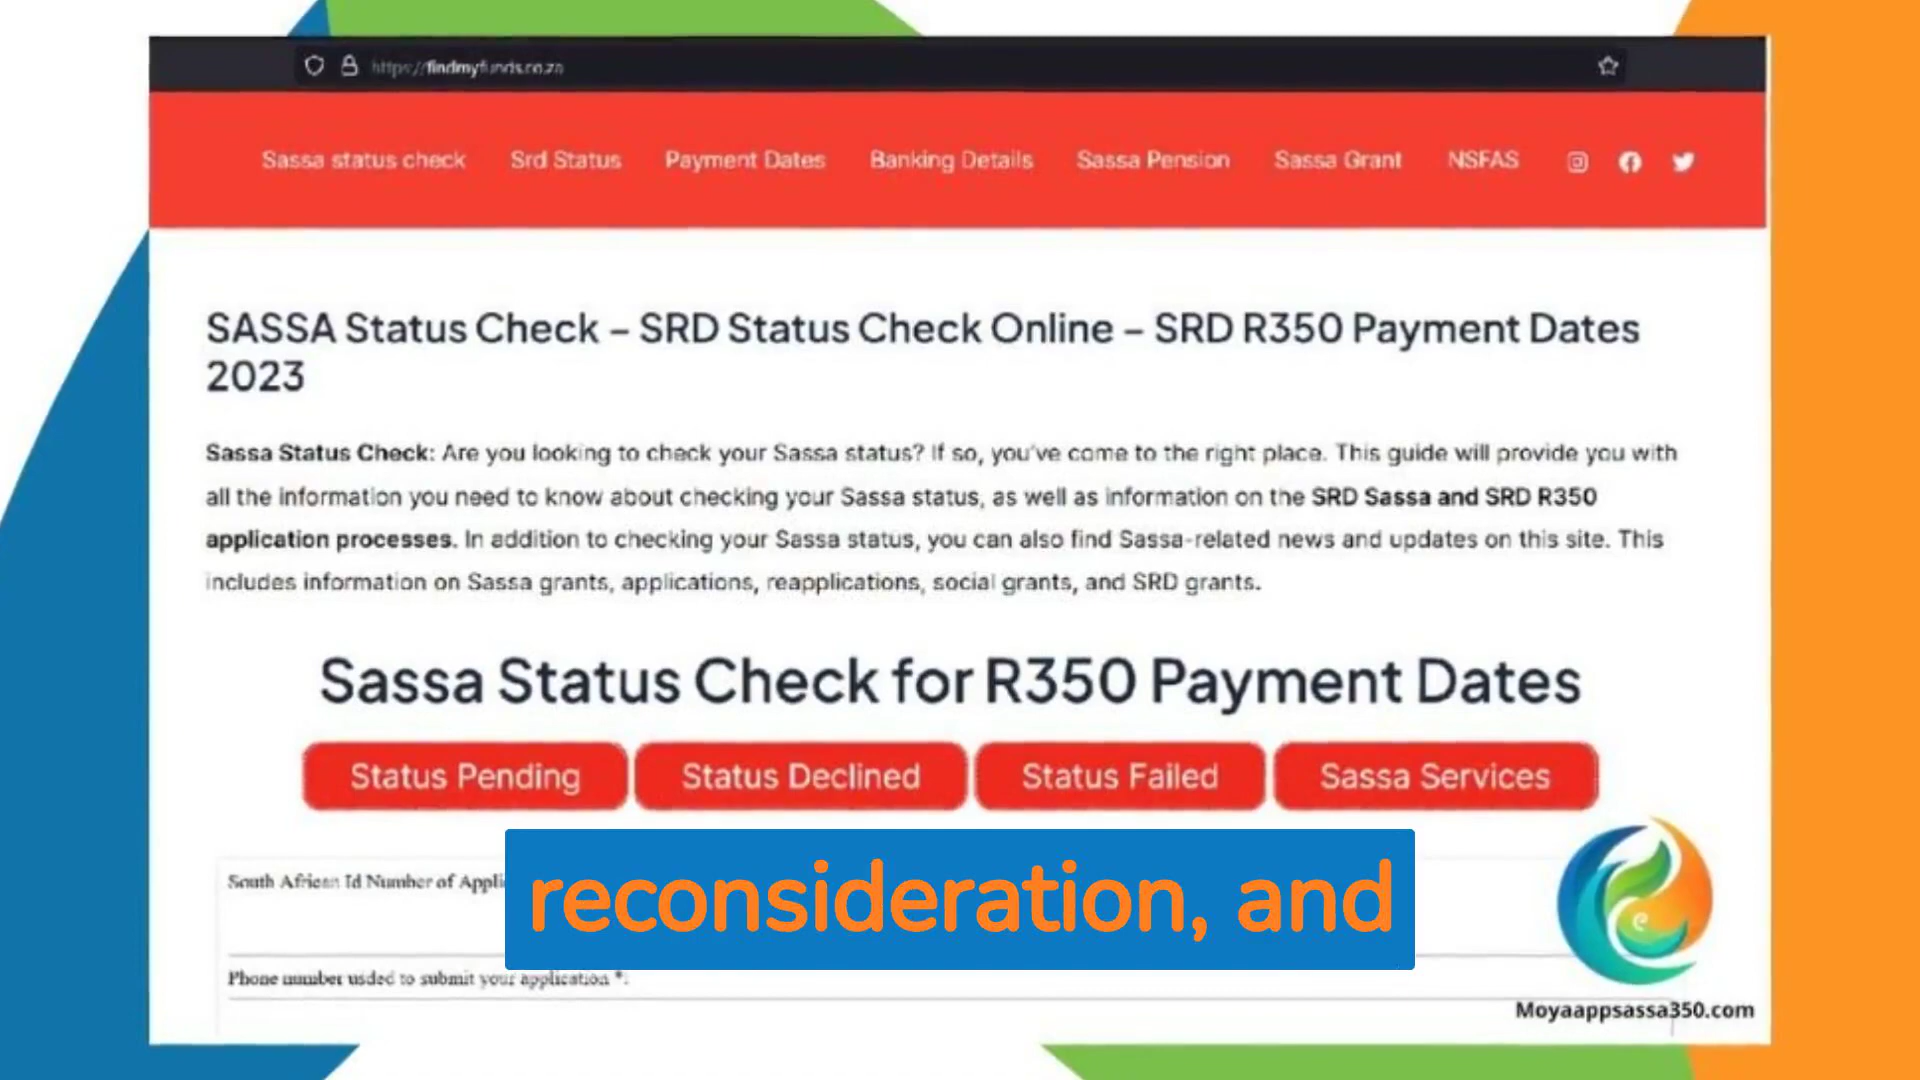 https://findmyfunds.co.za
Sassa status check Srd Status Payment Dates Banking Details Sassa Pension Sassa Grant NSFAS
SASSA Status Check – SRD Status Check Online – SRD R350 Payment Dates
2023
Sassa Status Check: Are you looking to check your Sassa status? If so, you've come to the right place. This guide will provide you with
all the information you need to know about checking your Sassa status, as well as information on the SRD Sassa and SRD R350
application processes. In addition to checking your Sassa status, you can also find Sassa-related news and updates on this site. This
includes information on Sassa grants, applications, reapplications, social grants, and SRD grants.
Sassa Status Check for R350 Payment Dates
Status Pending Status Declined Status Failed Sassa Services
South African Id Number of Appli
reconsideration, and
Phone number usded to submit your application *:
Moyaappsassa350.com